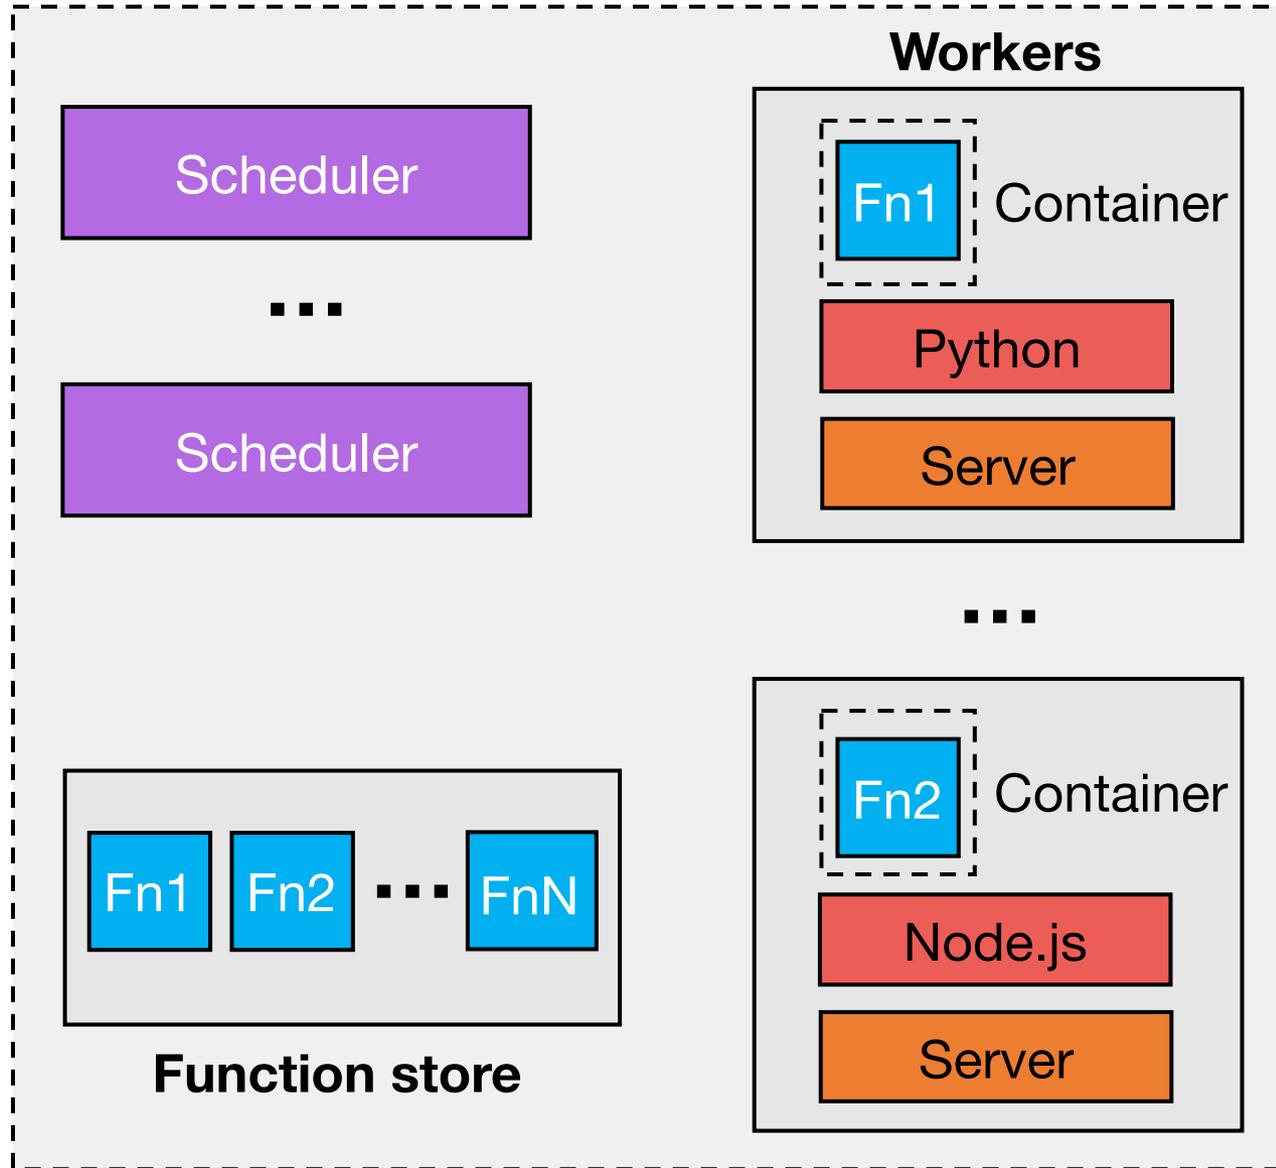 Workers
Scheduler
...
Scheduler
Fn1
Container
Python
Server
...
Fn2
Container
Node.js
Server
Fn1 Fn2 ... FnN
Function store